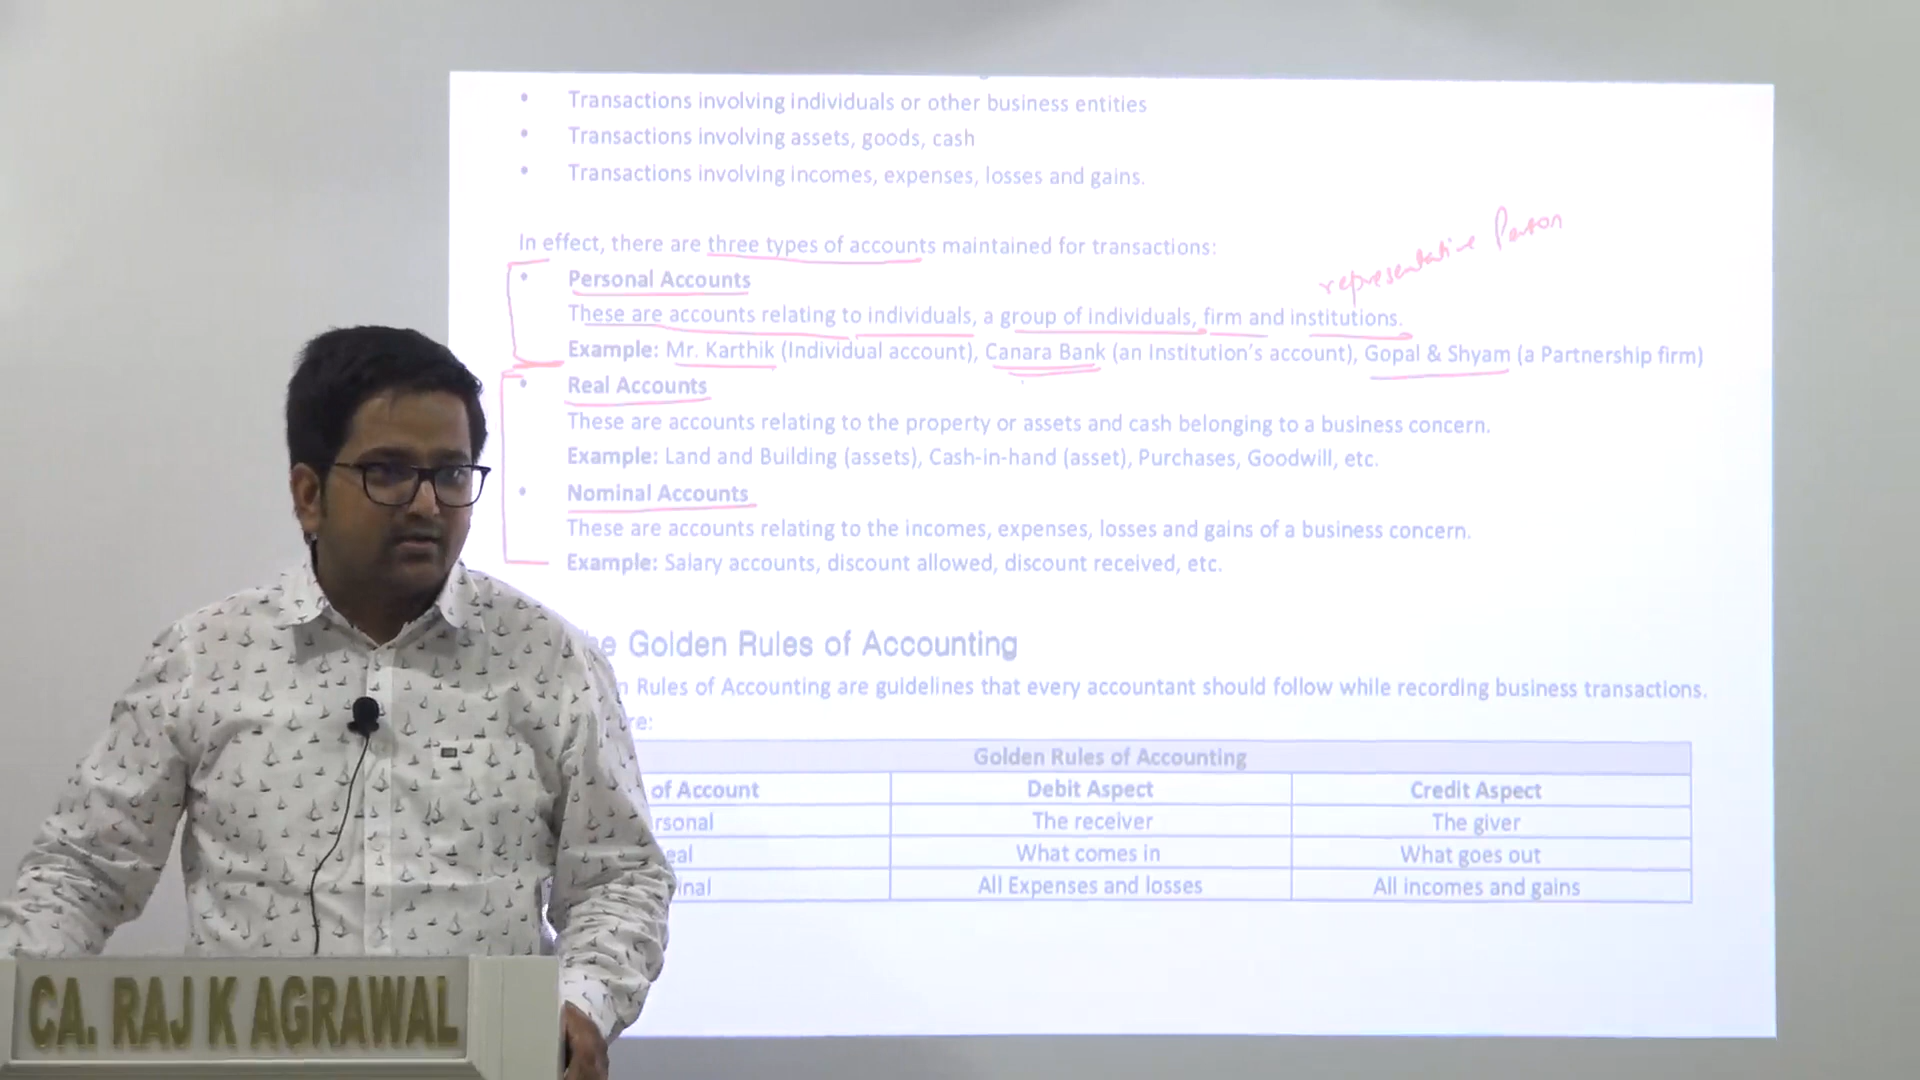 Transactions involving individuals or other business entities
Transactions involving assets, goods, cash
Transactions involving incomes, expenses, losses and gains.
representative Person
In effect, there are three types of accounts maintained for transactions:
Personal Accounts
These are accounts relating to individuals, a group of individuals, firm and institutions.
Example: Mr. Karthik (Individual account), Canara Bank (an Institution's account), Gopal & Shyam (a Partnership firm)
Real Accounts
These are accounts relating to the property or assets and cash belonging to a business concern.
Example: Land and Building (assets), Cash-in-hand (asset), Purchases, Goodwill, etc.
Nominal Accounts
These are accounts relating to the incomes, expenses, losses and gains of a business concern.
Example: Salary accounts, discount allowed, discount received, etc.
Golden Rules of Accounting
Rules of Accounting are guidelines that every accountant should follow while recording business transactions.
Golden Rules of Accounting
of Account Debit Aspect Credit Aspect
The receiver The giver
What comes in What goes out
All Expenses and losses All incomes and gains
CA. RAJ K AGRAWAL